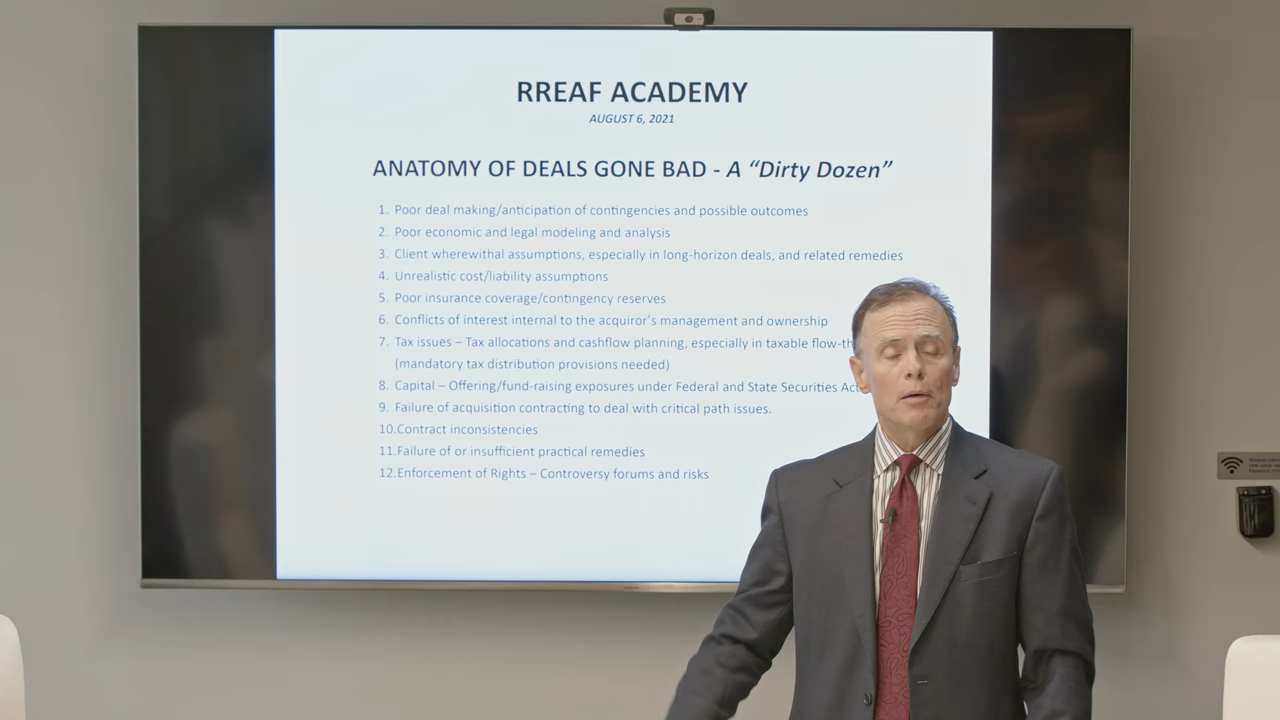 RREAF ACADEMY
AUGUST 6, 2021
ANATOMY OF DEALS GONE BAD - A “Dirty Dozen”
1. Poor deal making/anticipation of contingencies and possible outcomes
2. Poor economic and legal modeling and analysis
3. Client wherewithal assumptions, especially in long-horizon deals, and related remedies
4. Unrealistic cost/liability assumptions
5. Poor insurance coverage/contingency reserves
6. Conflicts of interest internal to the acquiror’s management and ownership
7. Tax issues – Tax allocations and cashflow planning, especially in taxable flow-th
(mandatory tax distribution provisions needed)
8. Capital – Offering/fund-raising exposures under Federal and State Securities Act
9. Failure of acquisition contracting to deal with critical path issues.
10.Contract inconsistencies
11.Failure of or insufficient practical remedies
12.Enforcement of Rights – Controversy forums and risks